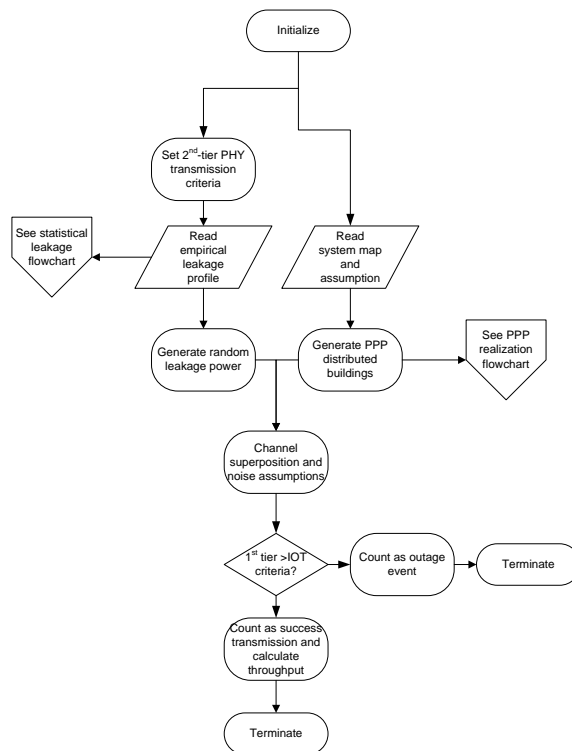 Initialize
Set 2nd-tier PHY
transmission
criteria
See statistical
leakage
flowchart
Read
empirical
leakage
profile
Read
system map
and
assumption
Generate random
leakage power
Generate PPP
distributed
buildings
See PPP
realization
flowchart
Channel
superposition and
noise assumptions
1st tier >IOT
criteria?
Count as outage
event
Terminate
Count as success
transmission and
calculate
throughput
Terminate